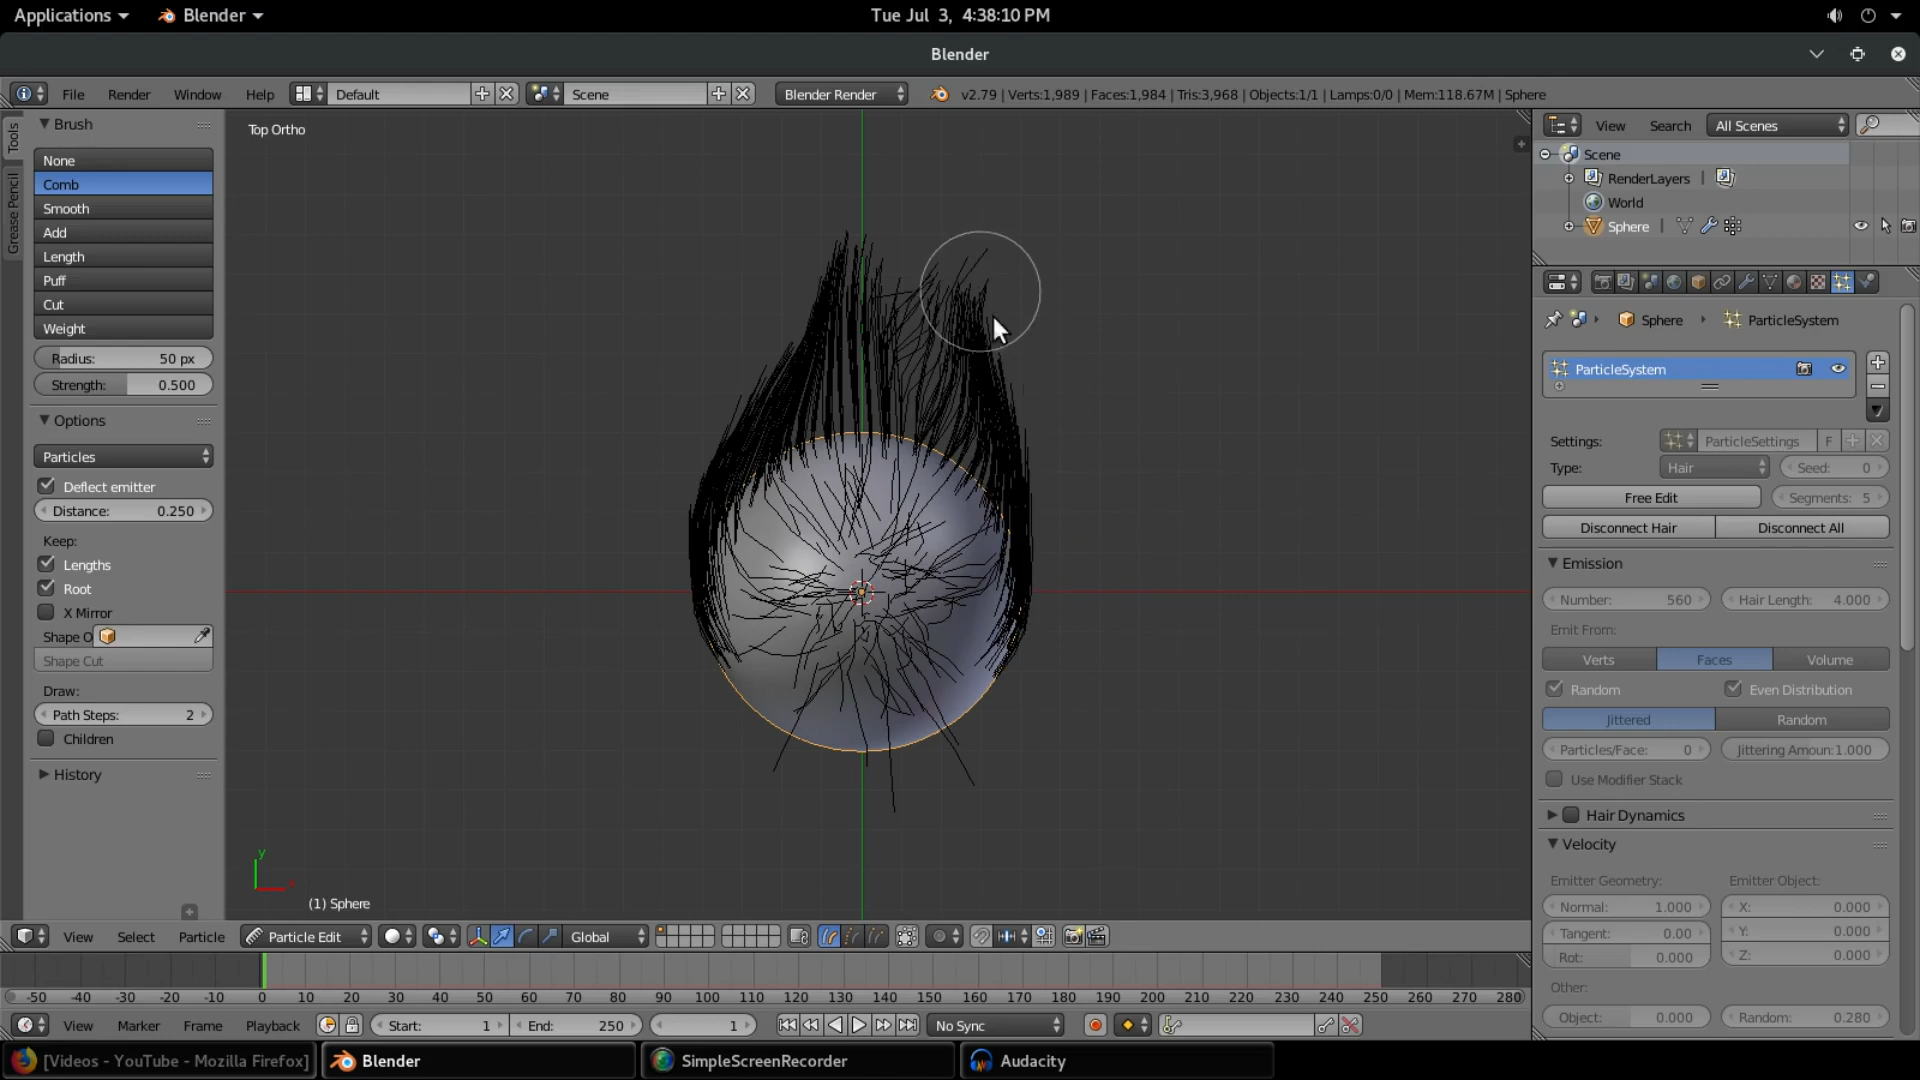 Applications Blender Tue Jul 3, 4:38:10 PM
Blender
File Render Window Help Default Scene Blender Render v2.79 | Verts:1,989 | Faces:1,984 | Tris:3,968 | Objects:1/1 | Lamps:0/0 | Mem:118.67M | Sphere
Tools
Grease Pencil
Brush
None
Comb
Smooth
Add
Length
Puff
Cut
Weight
Radius: 50 px
Strength: 0.500
Options
Particles
Deflect emitter
Distance: 0.250
Keep:
Lengths
Root
X Mirror
Shape O
Shape Cut
Draw:
Path Steps: 2
Children
History
Top Ortho
y
x
(1) Sphere
View Search All Scenes
Scene
RenderLayers |
World
Sphere |
Sphere ParticleSystem
ParticleSystem
Settings: ParticleSettings F
Type: Hair Seed: 0
Free Edit Segments: 5
Disconnect Hair Disconnect All
Emission
Number: 560 Hair Length: 4.000
Emit From:
Verts Faces Volume
Random Even Distribution
Jittered Random
Particles/Face: 0 Jittering Amoun:1.000
Use Modifier Stack
Hair Dynamics
Velocity
Emitter Geometry: Emitter Object:
Normal: 1.000 X: 0.000
Tangent: 0.00 Y: 0.000
Rot: 0.000 Z: 0.000
Other:
Object: 0.000 Random: 0.280
View Select Particle Particle Edit Global
-50 -40 -30 -20 -10 0 10 20 30 40 50 60 70 80 90 100 110 120 130 140 150 160 170 180 190 200 210 220 230 240 250 260 270 280
View Marker Frame Playback Start: 1 End: 250 1 No Sync
[Videos - YouTube - Mozilla Firefox] Blender SimpleScreenRecorder Audacity